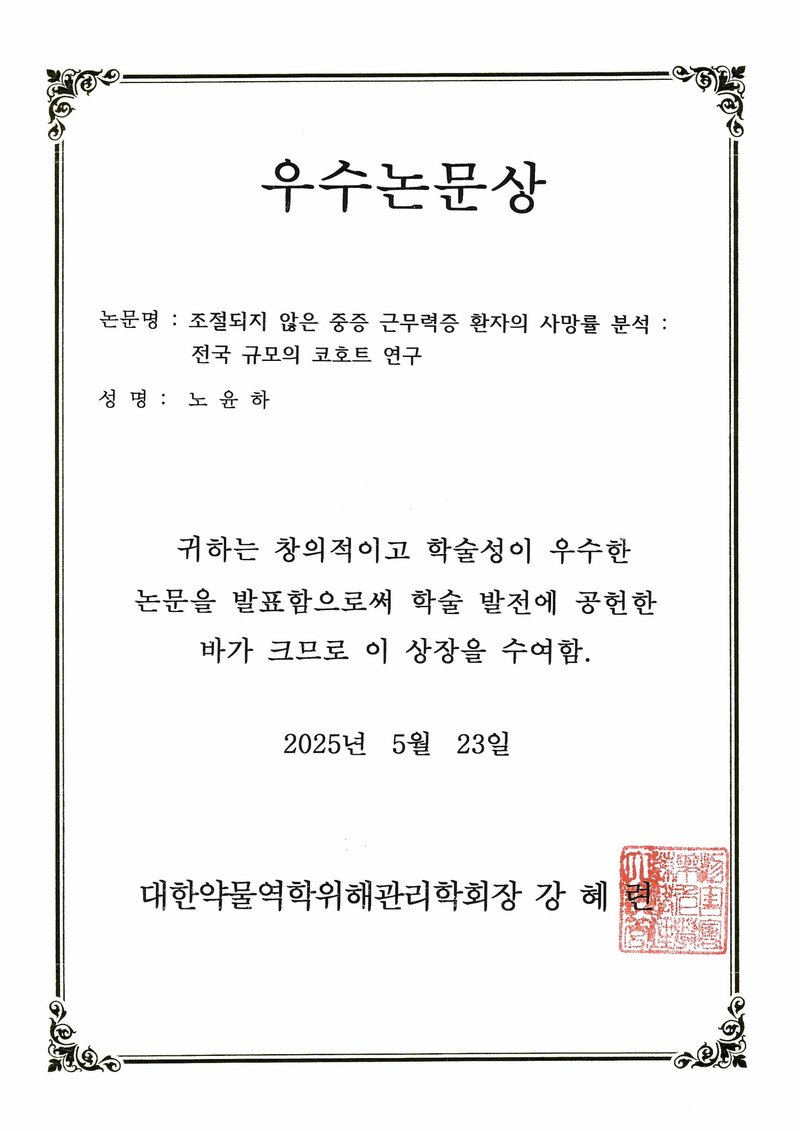 우수논문상
논문명 : 조절되지 않은 중증 근무력증 환자의 사망률 분석 :
전국 규모의 코호트 연구
성 명 : 노 윤 하
귀하는 창의적이고 학술성이 우수한
논문을 발표함으로써 학술 발전에 공헌한
바가 크므로 이 상장을 수여함.
2025년 5월 23일
대한약물역학위해관리학회장 강 혜 련